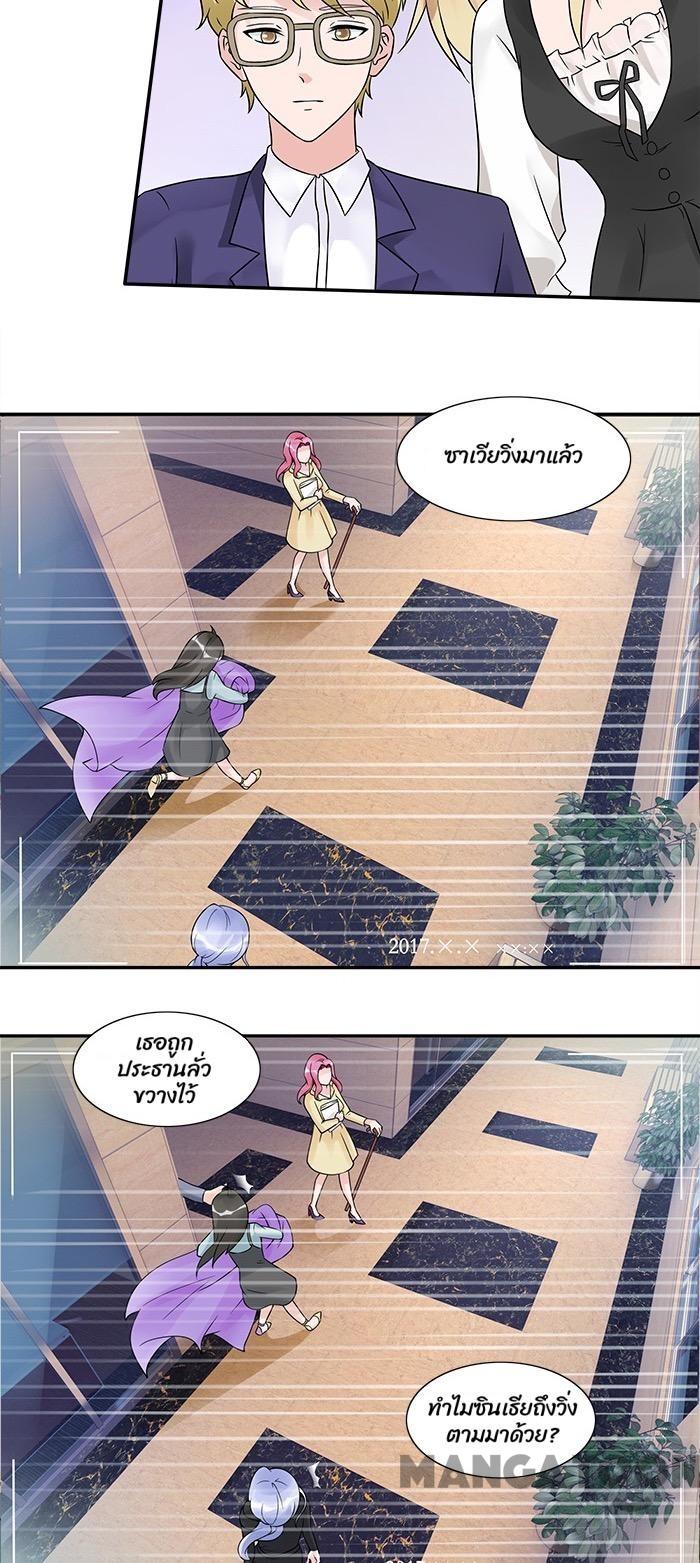 ซาเวียวิ่งมาแล้ว
2017.×.× ××:××
เธอถูก
ประธานลั่ว
ขวางไว้
ทำไมซินเธียถึงวิ่ง
ตามมาด้วย?
MANGATOON